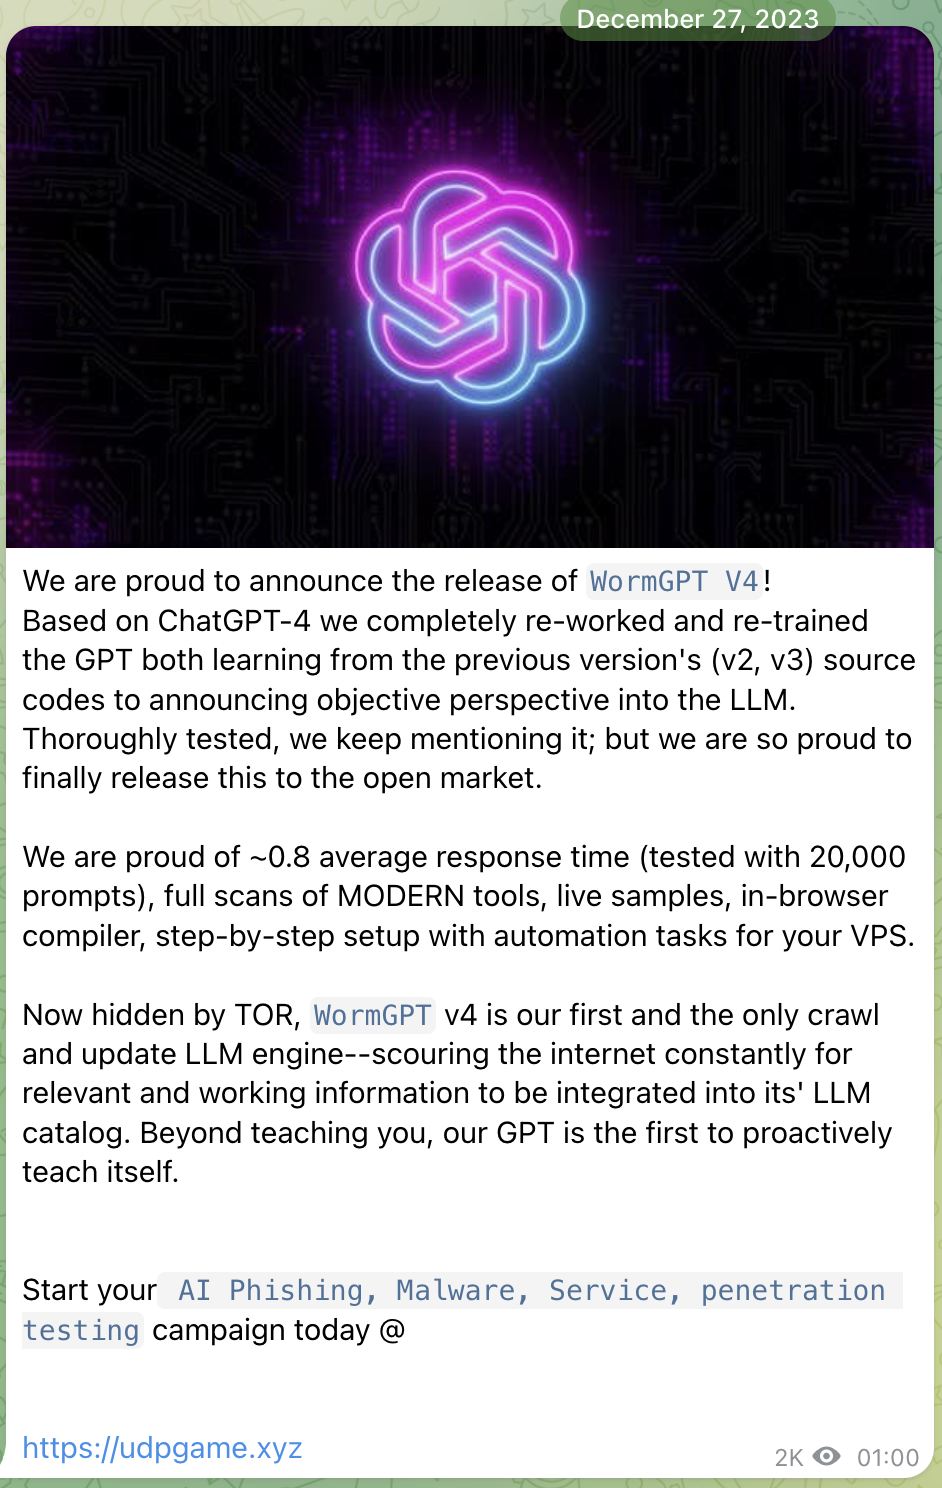 December 27, 2023
We are proud to announce the release of WormGPT V4!
Based on ChatGPT-4 we completely re-worked and re-trained
the GPT both learning from the previous version's (v2, v3) source
codes to announcing objective perspective into the LLM.
Thoroughly tested, we keep mentioning it; but we are so proud to
finally release this to the open market.
We are proud of ~0.8 average response time (tested with 20,000
prompts), full scans of MODERN tools, live samples, in-browser
compiler, step-by-step setup with automation tasks for your VPS.
Now hidden by TOR, WormGPT v4 is our first and the only crawl
and update LLM engine--scouring the internet constantly for
relevant and working information to be integrated into its' LLM
catalog. Beyond teaching you, our GPT is the first to proactively
teach itself.
Start your AI Phishing, Malware, Service, penetration
testing campaign today @
https://udpgame.xyz
2K 01:00